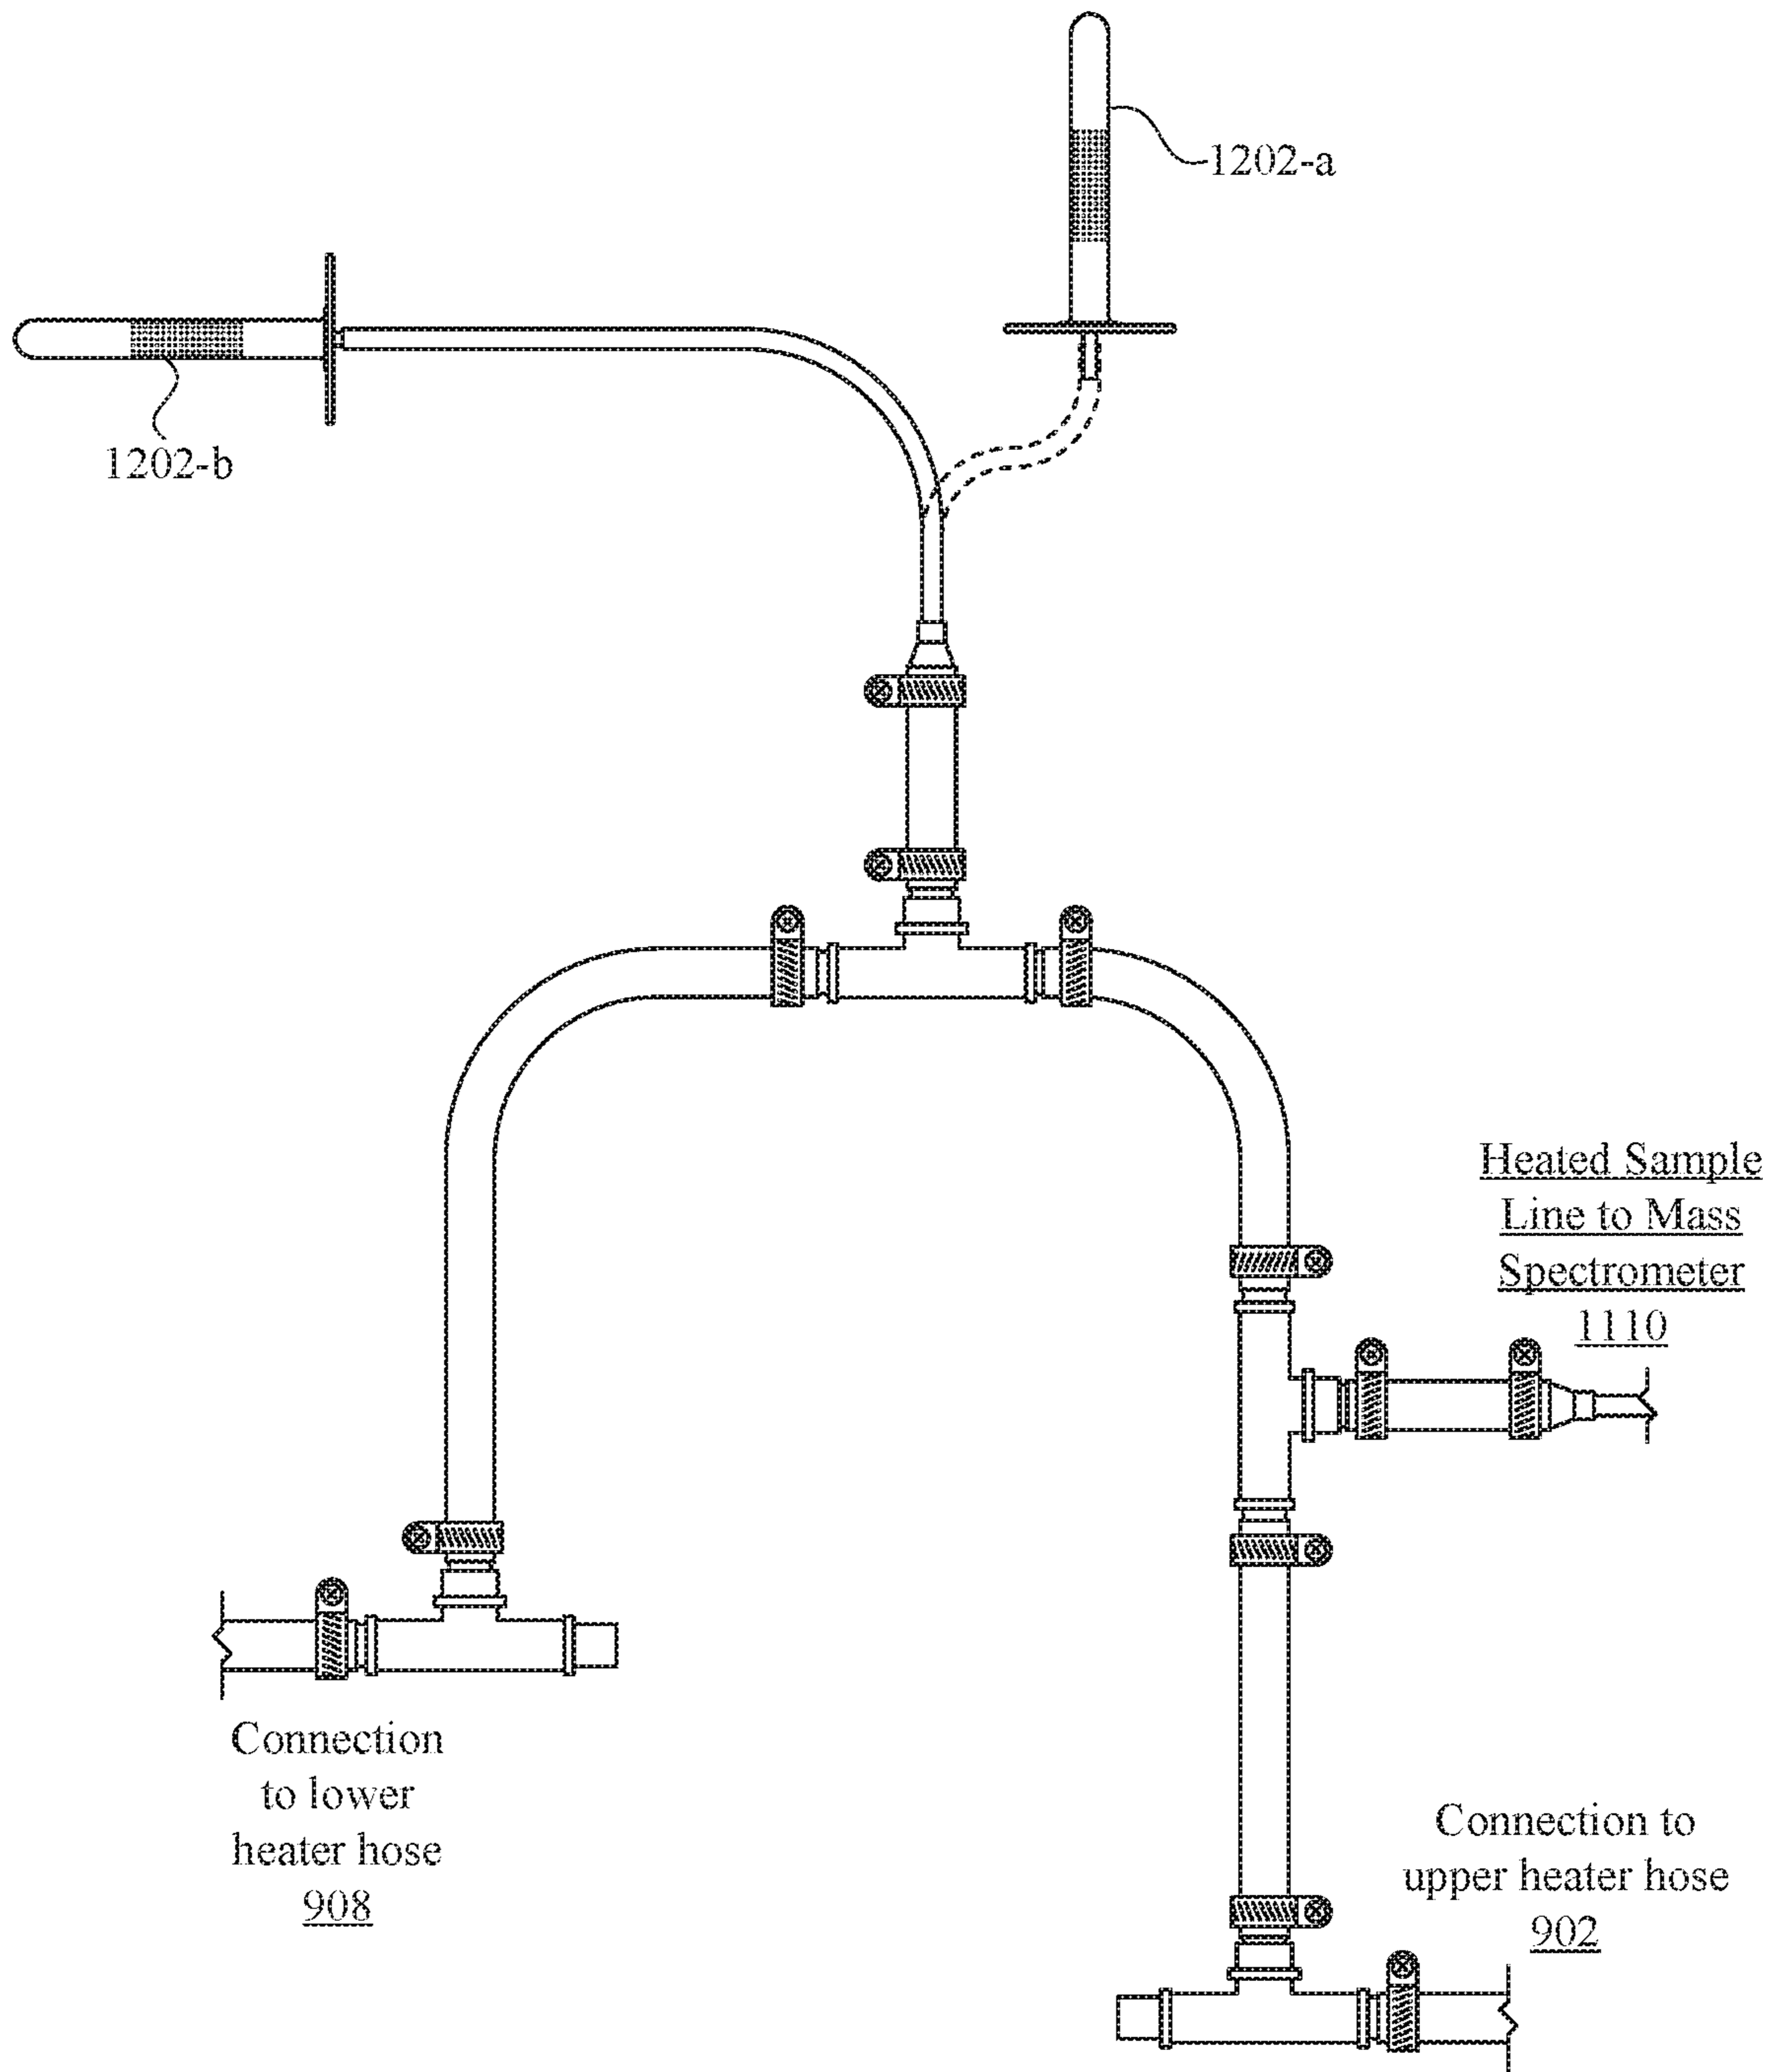 1202-a
1202-b
Heated Sample
Line to Mass
Spectrometer
1110
Connection
to lower
heater hose
908
Connection to
upper heater hose
902